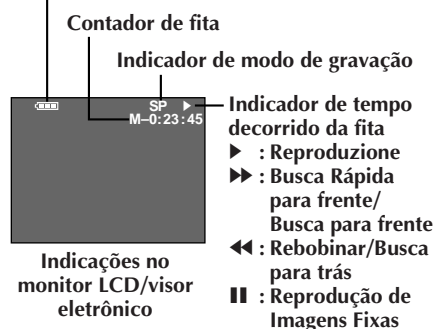 Contador de fita
Indicador de modo de gravação
SP ▶
M–0:23:45
Indicador de tempo
decorrido da fita
▶ : Reproduzione
▶▶ : Busca Rápida
para frente/
Busca para frente
◀◀ : Rebobinar/Busca
para trás
❚❚ : Reprodução de
Imagens Fixas
Indicações no
monitor LCD/visor
eletrônico